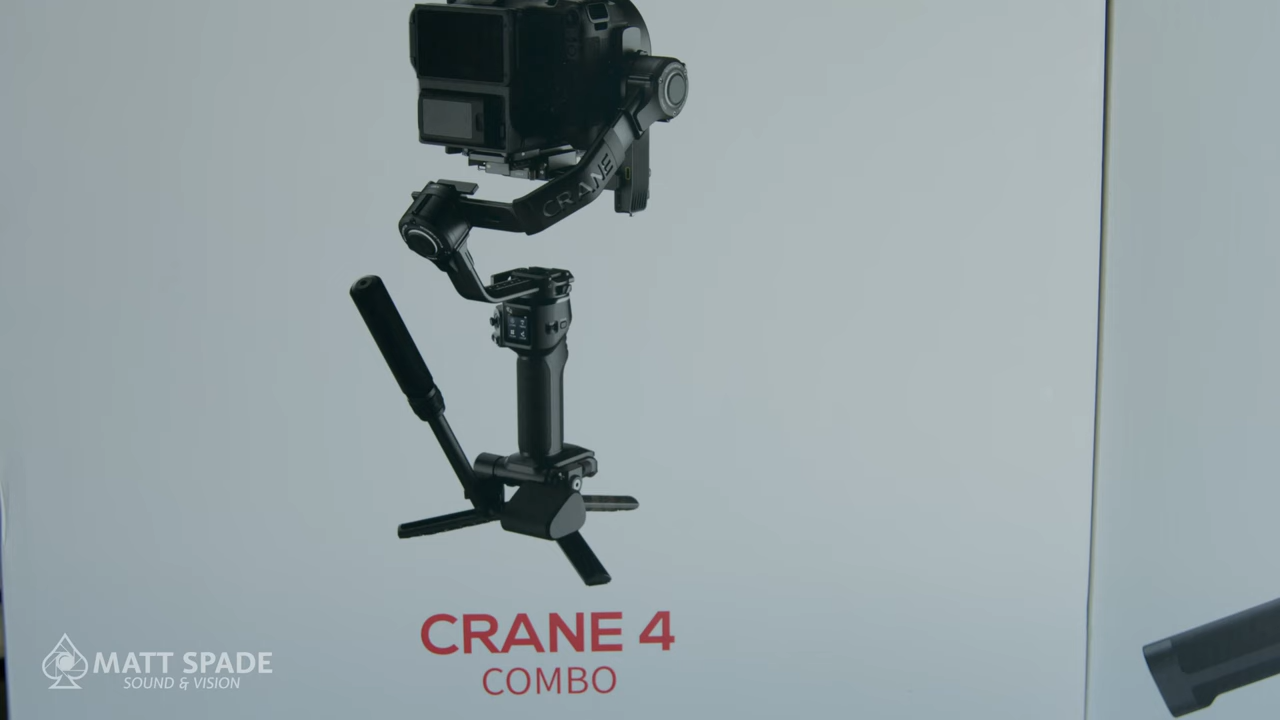 CRANE
CRANE 4
COMBO
MATT SPADE
SOUND & VISION